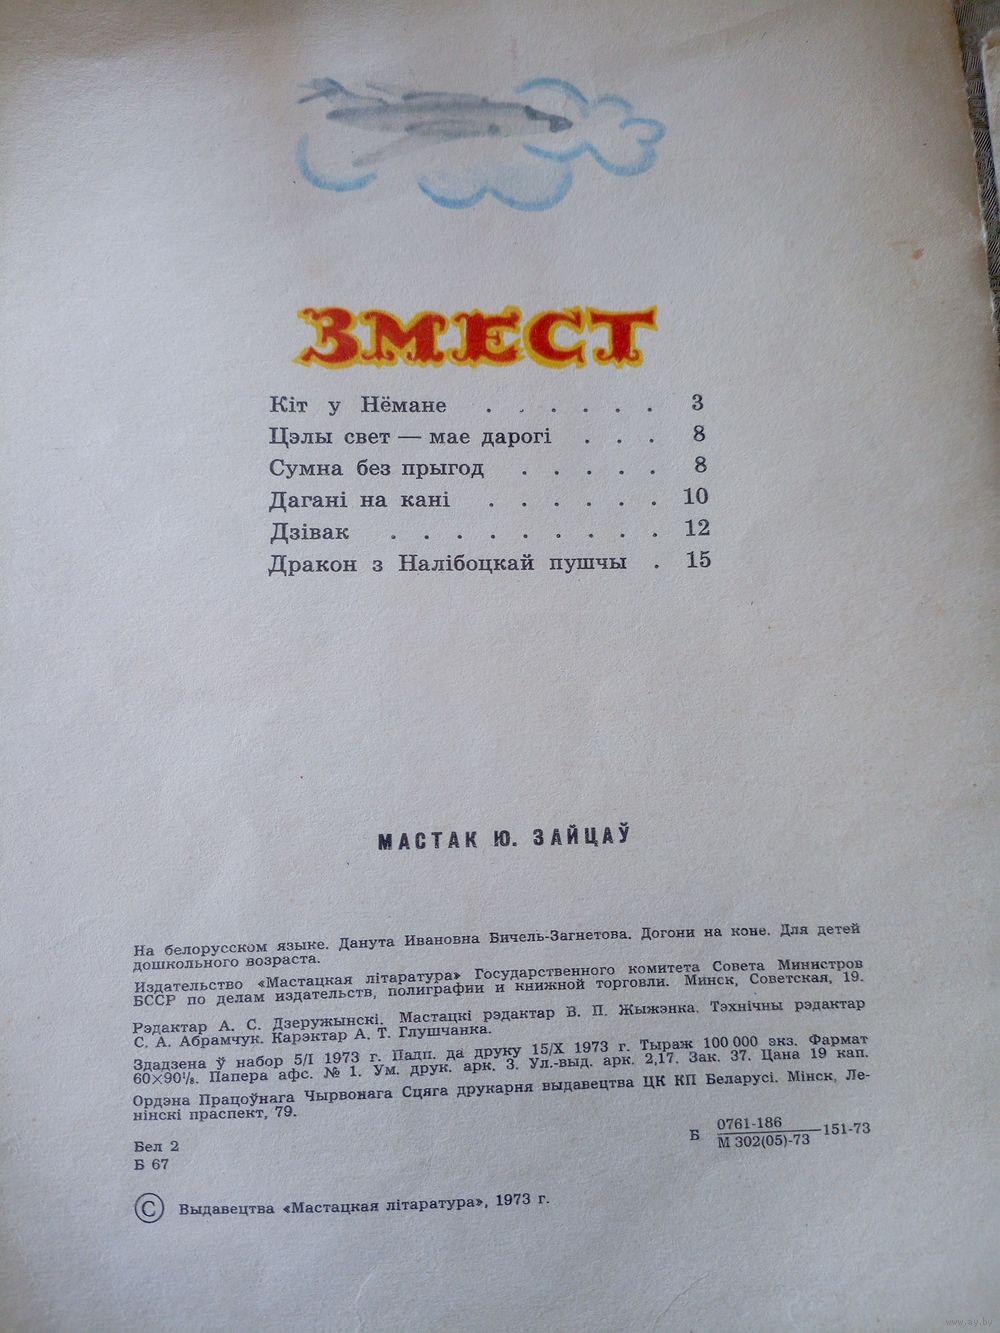 ЗМЕСТ
Кіт у Нёмане . . . . . . 3
Цэлы свет — мае дарогі . . . 8
Сумна без прыгод . . . . . 8
Дагані на кані . . . . . . 10
Дзівак . . . . . . . . . 12
Дракон з Налібоцкай пушчы . 15
МАСТАК Ю. ЗАЙЦАЎ
На белорусском языке. Данута Ивановна Бичель-Загнетова. Догони на коне. Для детей
дошкольного возраста.
Издательство «Мастацкая літаратура» Государственного комитета Совета Министров
БССР по делам издательств, полиграфии и книжной торговли. Минск, Советская, 19.
Рэдактар А. С. Дзеружынскі. Мастацкі рэдактар В. П. Жыжэнка. Тэхнічны рэдактар
С. А. Абрамчук. Карэктар А. Т. Глушчанка.
Здадзена ў набор 5/I 1973 г. Падп. да друку 15/X 1973 г. Тыраж 100 000 экз. Фармат
60×90¹/₈. Папера афс. № 1. Ум. друк. арк. 3. Ул.-выд. арк. 2,17. Зак. 37. Цана 19 кап.
Ордэна Працоўнага Чырвонага Сцяга друкарня выдавецтва ЦК КП Беларусі. Мінск, Ле-
нінскі праспект, 79.
Бел 2
Б 67
Б 0761-186
М 302(05)-73 151-73
© Выдавецтва «Мастацкая літаратура», 1973 г.
www.ay.by